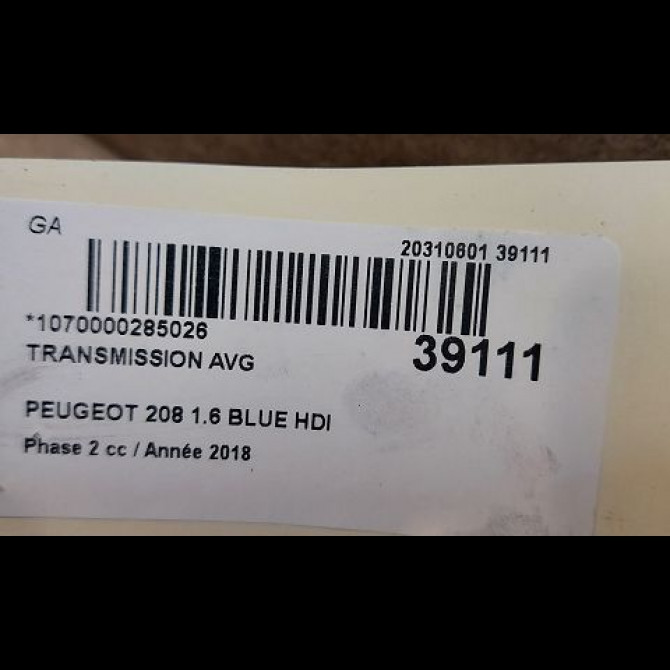 GA
20310601 39111
*1070000285026
39111
TRANSMISSION AVG
PEUGEOT 208 1.6 BLUE HDI
Phase 2 cc / Année 2018